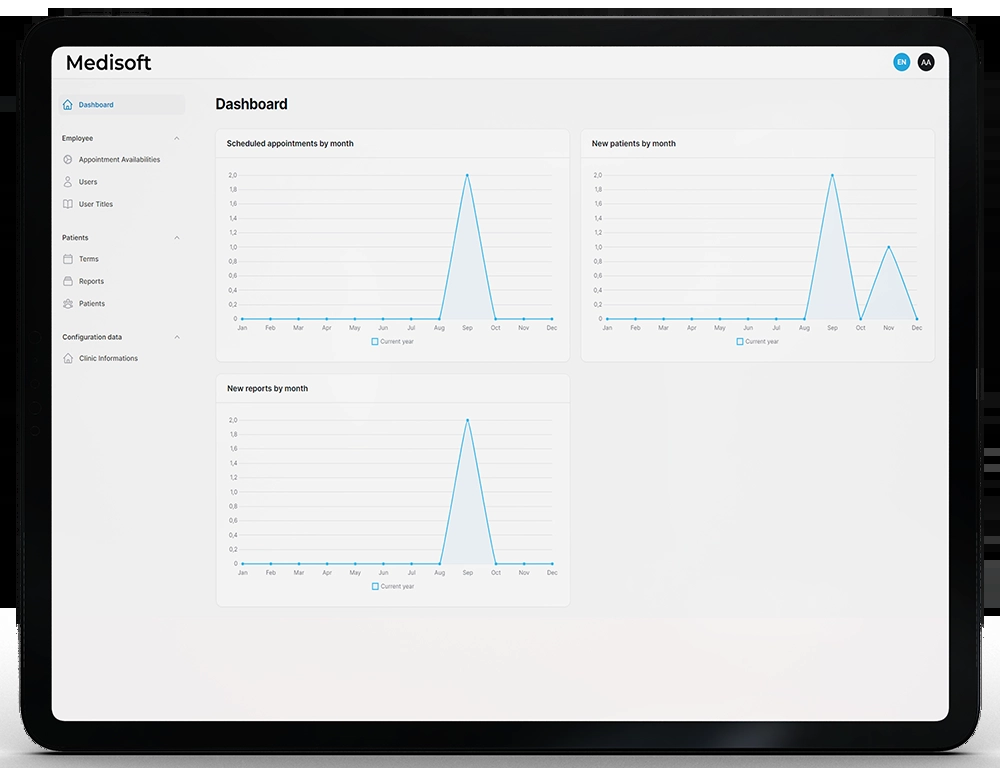 Medisoft
EN
AA
Dashboard
Employee
Appointment Availabilities
Users
User Titles
Patients
Terms
Reports
Patients
Configuration data
Clinic Informations
Dashboard
Scheduled appointments by month
2,0
1,8
1,6
1,4
1,2
1,0
0,8
0,6
0,4
0,2
0
Jan Feb Mar Apr May Jun Jul Aug Sep Oct Nov Dec
Current year
New patients by month
2,0
1,8
1,6
1,4
1,2
1,0
0,8
0,6
0,4
0,2
0
Jan Feb Mar Apr May Jun Jul Aug Sep Oct Nov Dec
Current year
New reports by month
2,0
1,8
1,6
1,4
1,2
1,0
0,8
0,6
0,4
0,2
0
Jan Feb Mar Apr May Jun Jul Aug Sep Oct Nov Dec
Current year